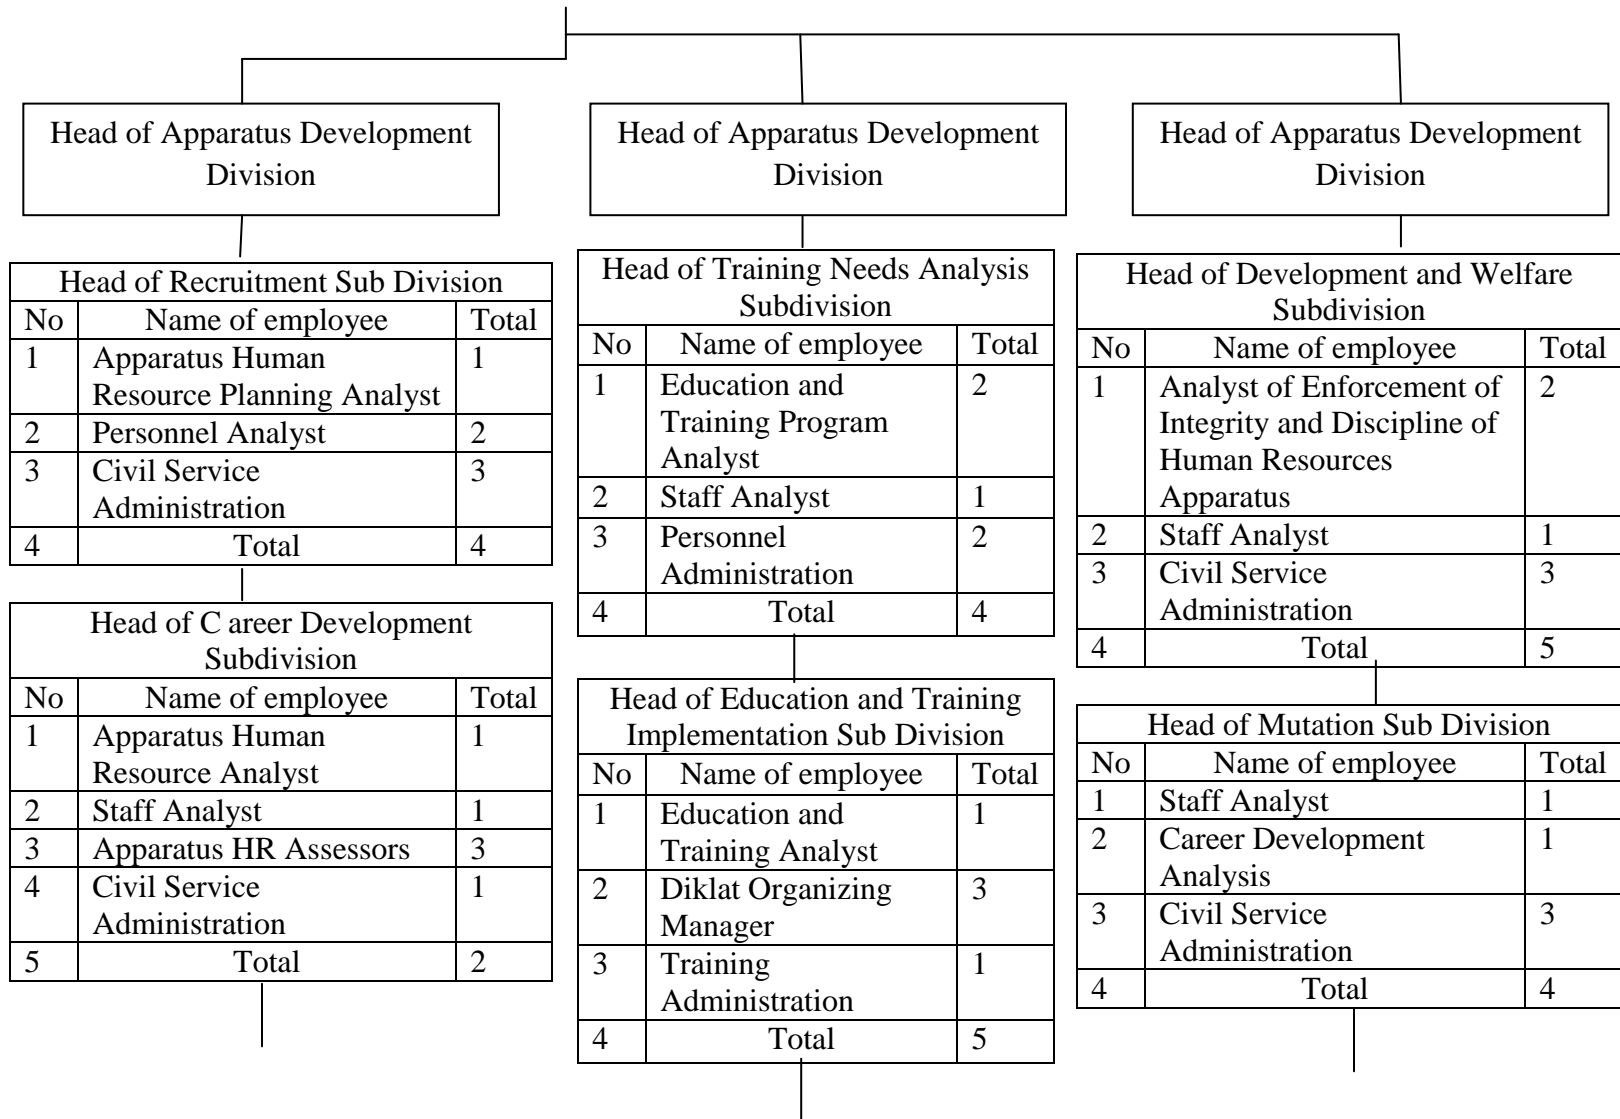 Head of Apparatus Development
Division
Head of Apparatus Development
Division
Head of Apparatus Development
Division
Head of Recruitment Sub Division
No Name of employee Total
1 Apparatus Human 1
Resource Planning Analyst
2 Personnel Analyst 2
3 Civil Service 3
Administration
4 Total 4
Head of C areer Development
Subdivision
No Name of employee Total
1 Apparatus Human 1
Resource Analyst
2 Staff Analyst 1
3 Apparatus HR Assessors 3
4 Civil Service 1
Administration
5 Total 2
Head of Training Needs Analysis
Subdivision
No Name of employee Total
1 Education and 2
Training Program
Analyst
2 Staff Analyst 1
3 Personnel 2
Administration
4 Total 4
Head of Education and Training
Implementation Sub Division
No Name of employee Total
1 Education and 1
Training Analyst
2 Diklat Organizing 3
Manager
3 Training 1
Administration
4 Total 5
Head of Development and Welfare
Subdivision
No Name of employee Total
1 Analyst of Enforcement of 2
Integrity and Discipline of
Human Resources
Apparatus
2 Staff Analyst 1
3 Civil Service 3
Administration
4 Total 5
Head of Mutation Sub Division
No Name of employee Total
1 Staff Analyst 1
2 Career Development 1
Analysis
3 Civil Service 3
Administration
4 Total 4